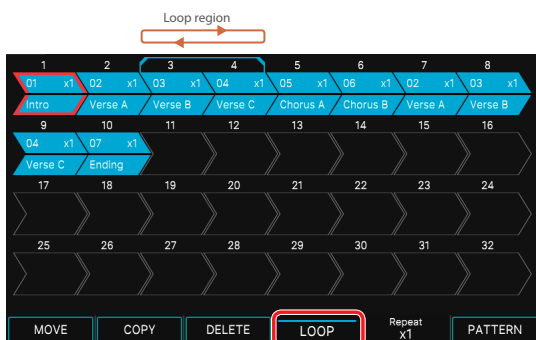 Loop region
1 2 3 4 5 6 7 8
01 x1 02 x1 03 x1 04 x1 05 x1 06 x1 02 x1 03 x1
Intro Verse A Verse B Verse C Chorus A Chorus B Verse A Verse B
9 10 11 12 13 14 15 16
04 x1 07 x1
Verse C Ending
17 18 19 20 21 22 23 24
25 26 27 28 29 30 31 32
MOVE COPY DELETE LOOP Repeat x1 PATTERN